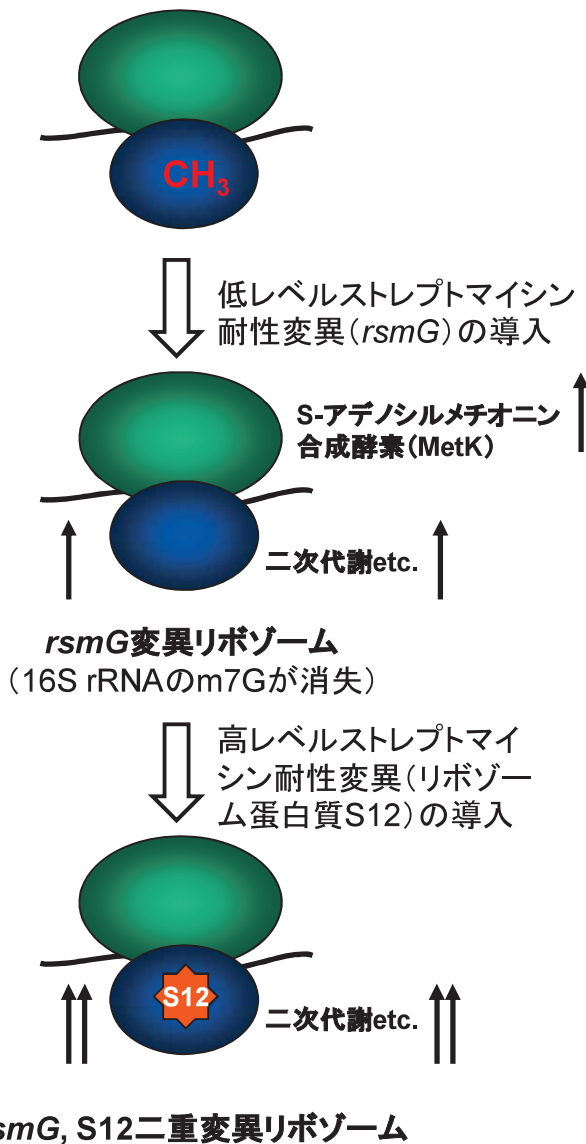 CH3
低レベルストレプトマイシン
耐性変異（rsmG）の導入
S-アデノシルメチオニン
合成酵素（MetK）
二次代謝etc.
rsmG変異リボゾーム
（16S rRNAのm7Gが消失）
高レベルストレプトマイ
シン耐性変異（リボゾー
ム蛋白質S12）の導入
S12
二次代謝etc.
smG, S12二重変異リボゾーム